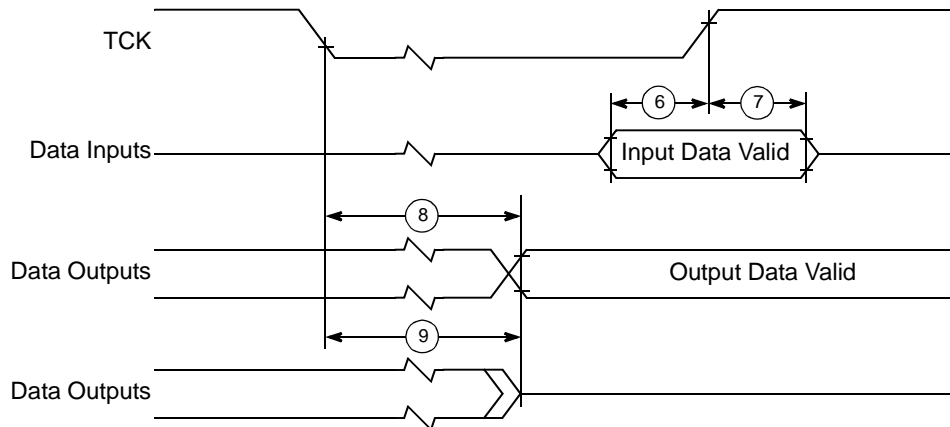 TCK
6
7
Data Inputs
Input Data Valid
8
Data Outputs
Output Data Valid
9
Data Outputs